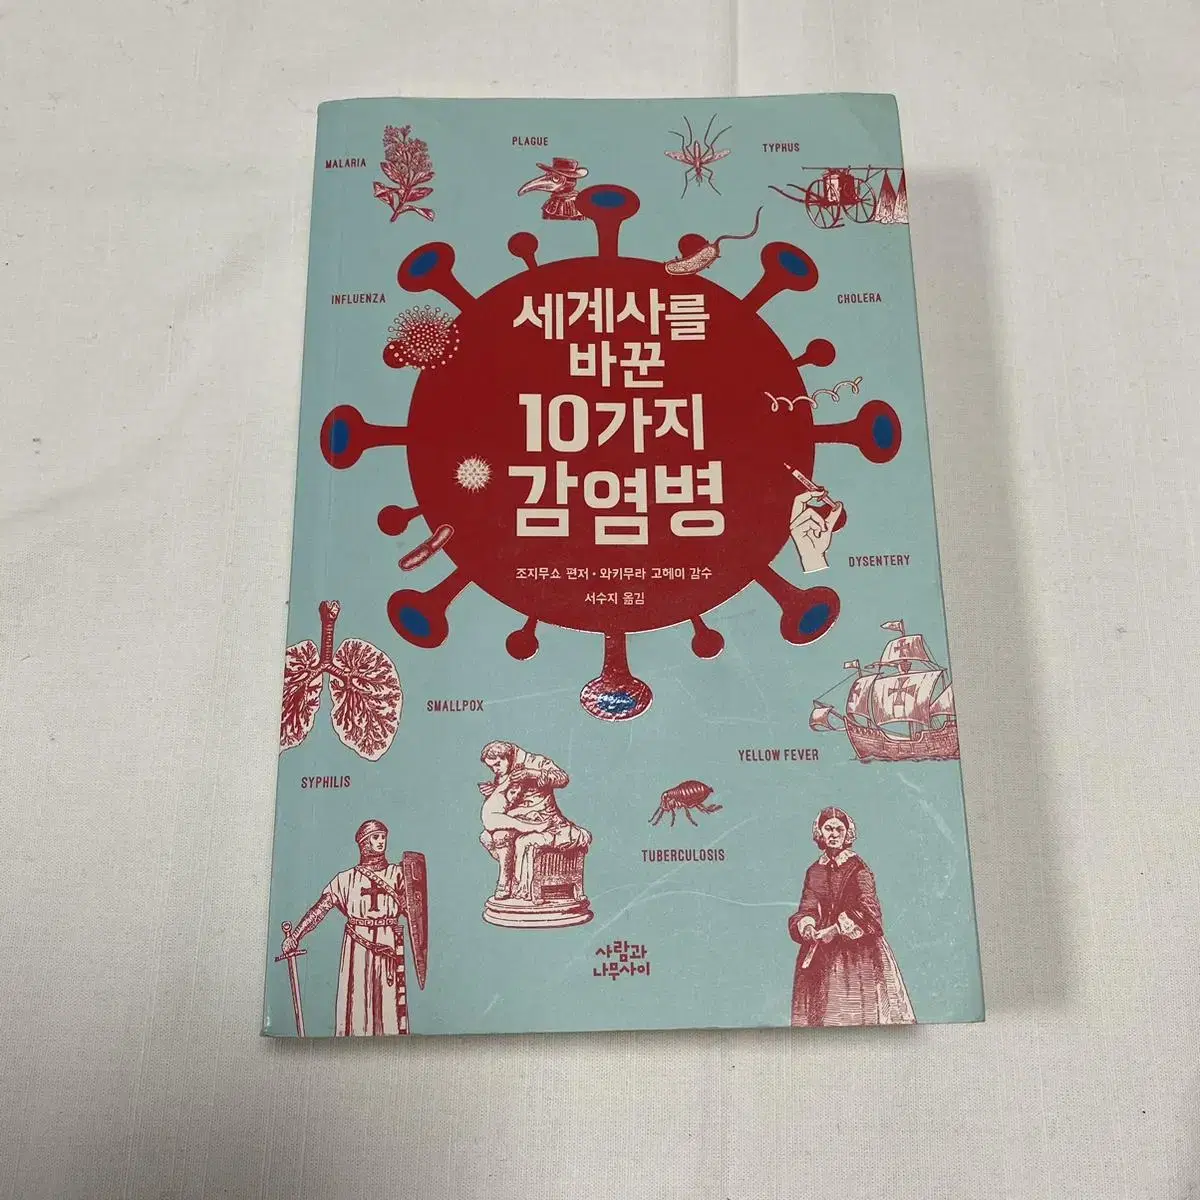 MALARIA
PLAGUE
TYPHUS
INFLUENZA
CHOLERA
세계사를
바꾼
10가지
감염병
조지무쇼 편저 • 와키무라 고헤이 감수
서수지 옮김
DYSENTERY
SMALLPOX
YELLOW FEVER
SYPHILIS
TUBERCULOSIS
사람과
나무사이